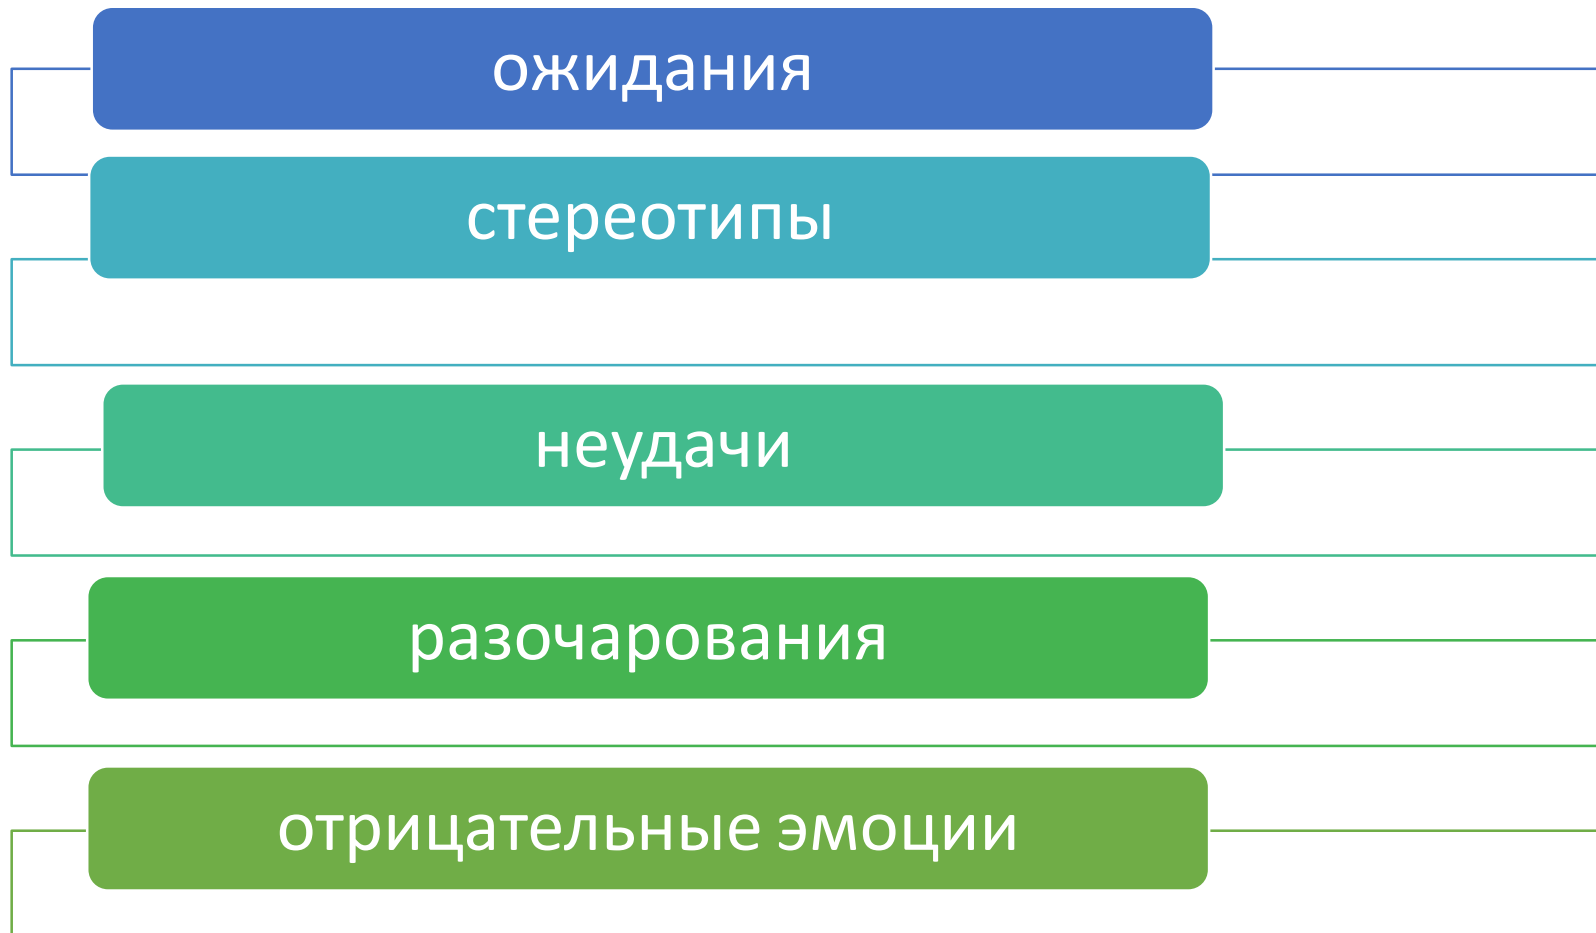 ожидания
стереотипы
неудачи
разочарования
отрицательные эмоции